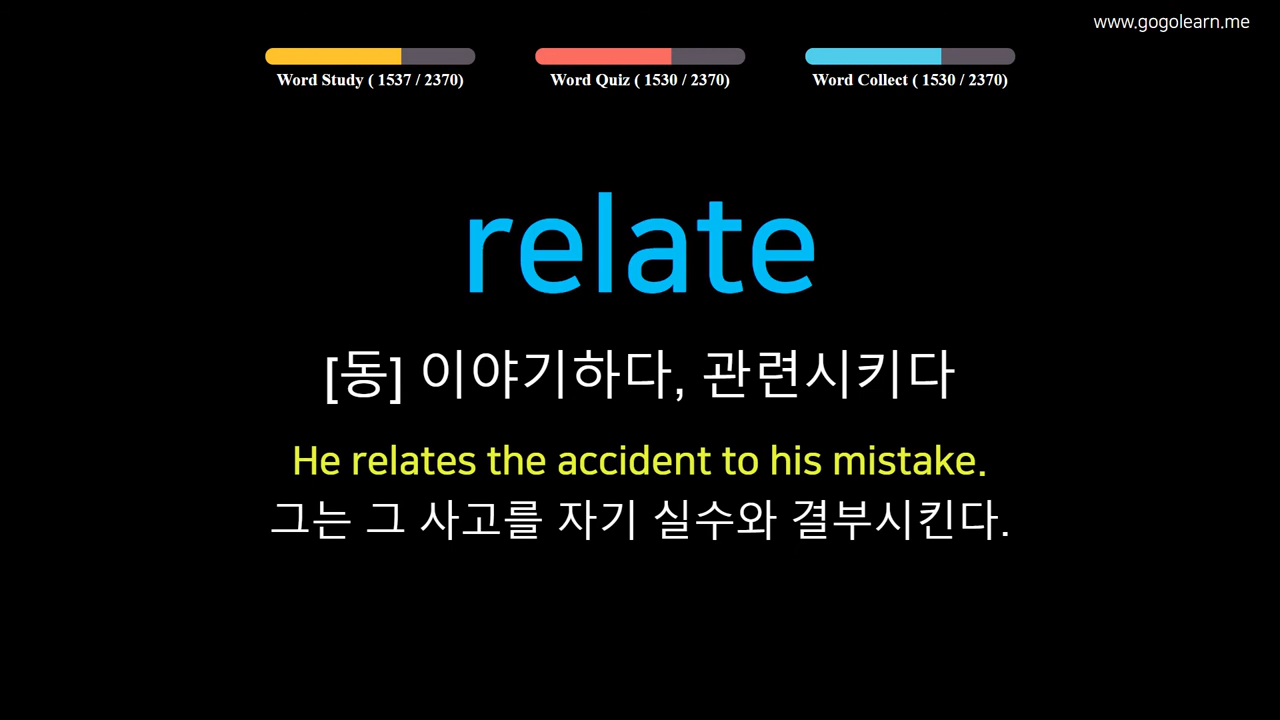 www.gogolearn.me
Word Study ( 1537 / 2370)
Word Quiz ( 1530 / 2370)
Word Collect ( 1530 / 2370)
relate
[동] 이야기하다, 관련시키다
He relates the accident to his mistake.
그는 그 사고를 자기 실수와 결부시킨다.